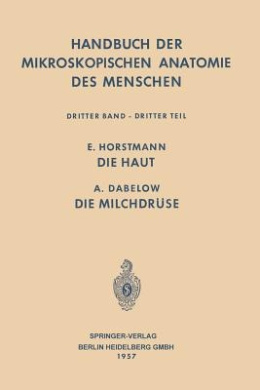 HANDBUCH DER
MIKROSKOPISCHEN ANATOMIE
DES MENSCHEN
DRITTER BAND - DRITTER TEIL
E. HORSTMANN
DIE HAUT
A. DABELOW
DIE MILCHDRÜSE
SPRINGER-VERLAG
BERLIN HEIDELBERG GMBH
1957